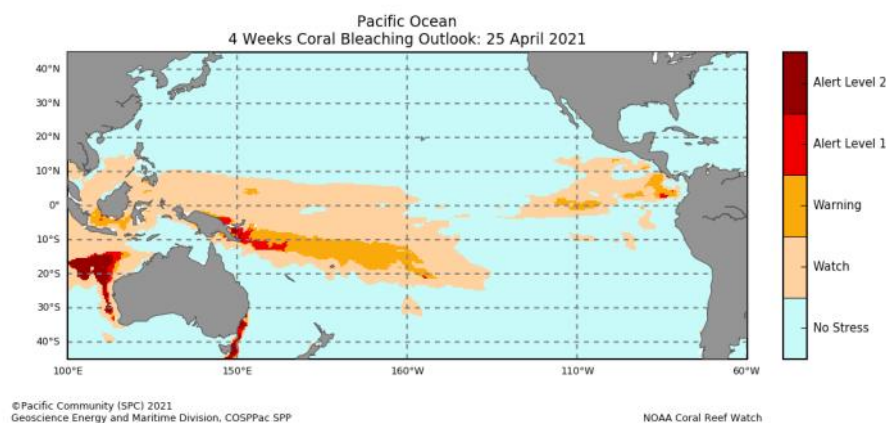 Pacific Ocean
4 Weeks Coral Bleaching Outlook: 25 April 2021
40°N
30°N
20°N
10°N
0°
10°S
20°S
30°S
40°S
100°E
150°E
160°W
110°W
60°W
Alert Level 2
Alert Level 1
Warning
Watch
No Stress
©Pacific Community (SPC) 2021
Geoscience Energy and Maritime Division, COSPPac SPP
NOAA Coral Reef Watch